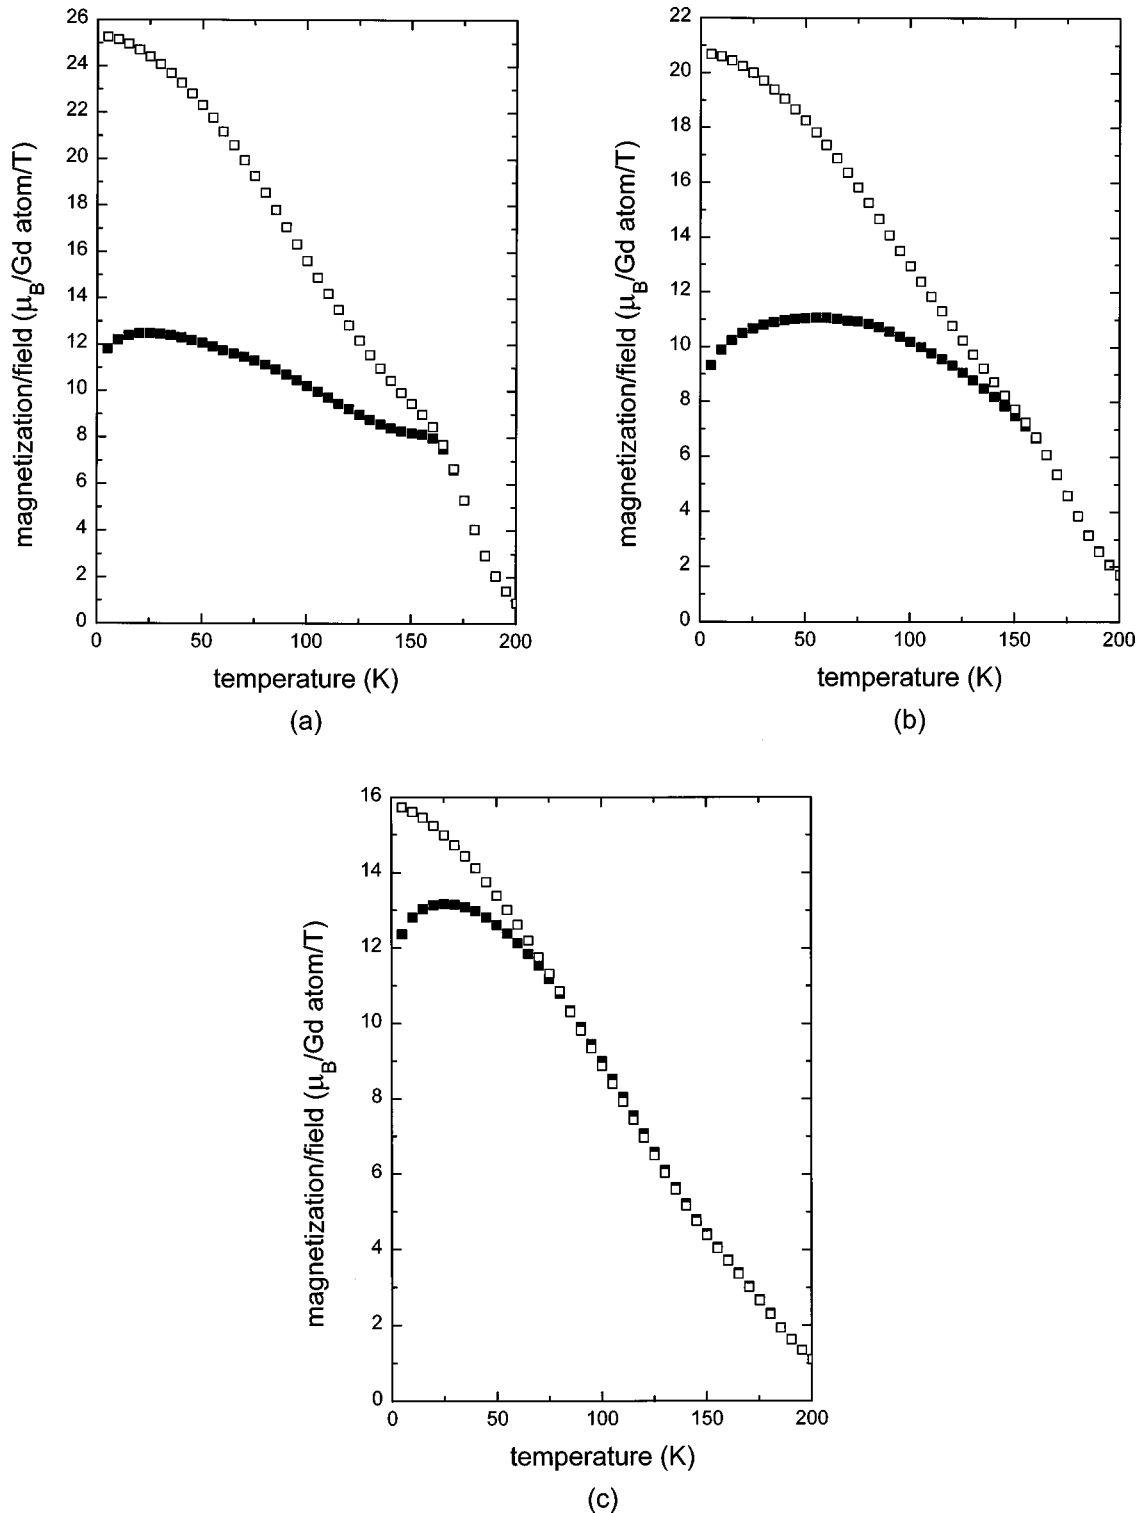 26
24
22
20
18
16
14
12
10
8
6
4
2
0
magnetization/field (μB/Gd atom/T)
0 50 100 150 200
temperature (K)
(a)
22
20
18
16
14
12
10
8
6
4
2
0
magnetization/field (μB/Gd atom/T)
0 50 100 150 200
temperature (K)
(b)
16
14
12
10
8
6
4
2
0
magnetization/field (μB/Gd atom/T)
0 50 100 150 200
temperature (K)
(c)